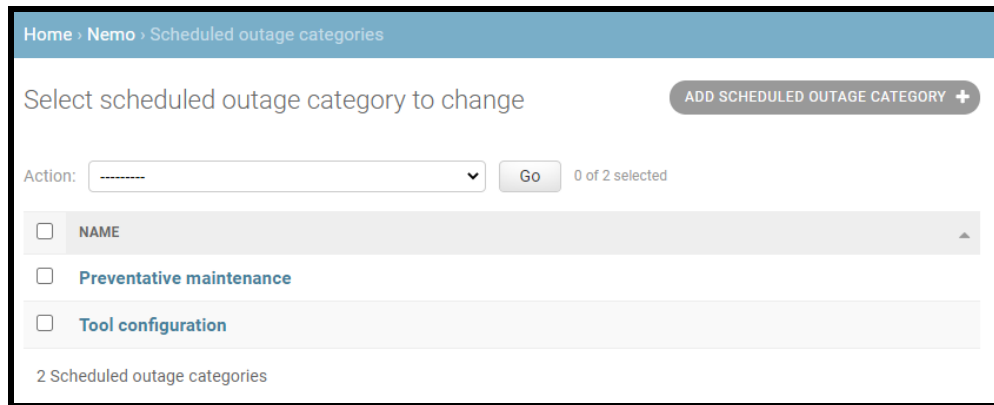 Home › Nemo › Scheduled outage categories
Select scheduled outage category to change
ADD SCHEDULED OUTAGE CATEGORY +
Action: --------- Go 0 of 2 selected
NAME
Preventative maintenance
Tool configuration
2 Scheduled outage categories